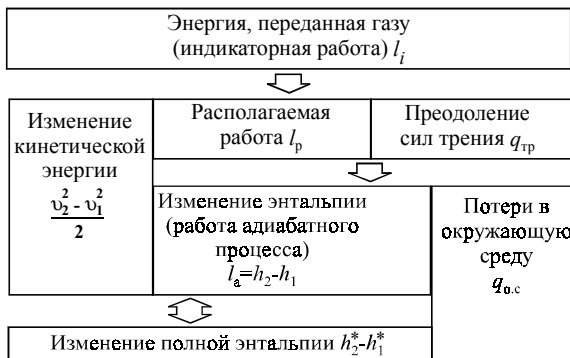 Энергия, переданная газу
(индикаторная работа) l_i
Изменение
кинетической
энергии
υ₂² - υ₁²
2
Располагаемая
работа l_р
Преодоление
сил трения q_тр
Изменение энтальпии
(работа адиабатного
процесса)
l_а=h₂-h₁
Потери в
окружающую
среду
q_о.с
Изменение полной энтальпии h₂*-h₁*